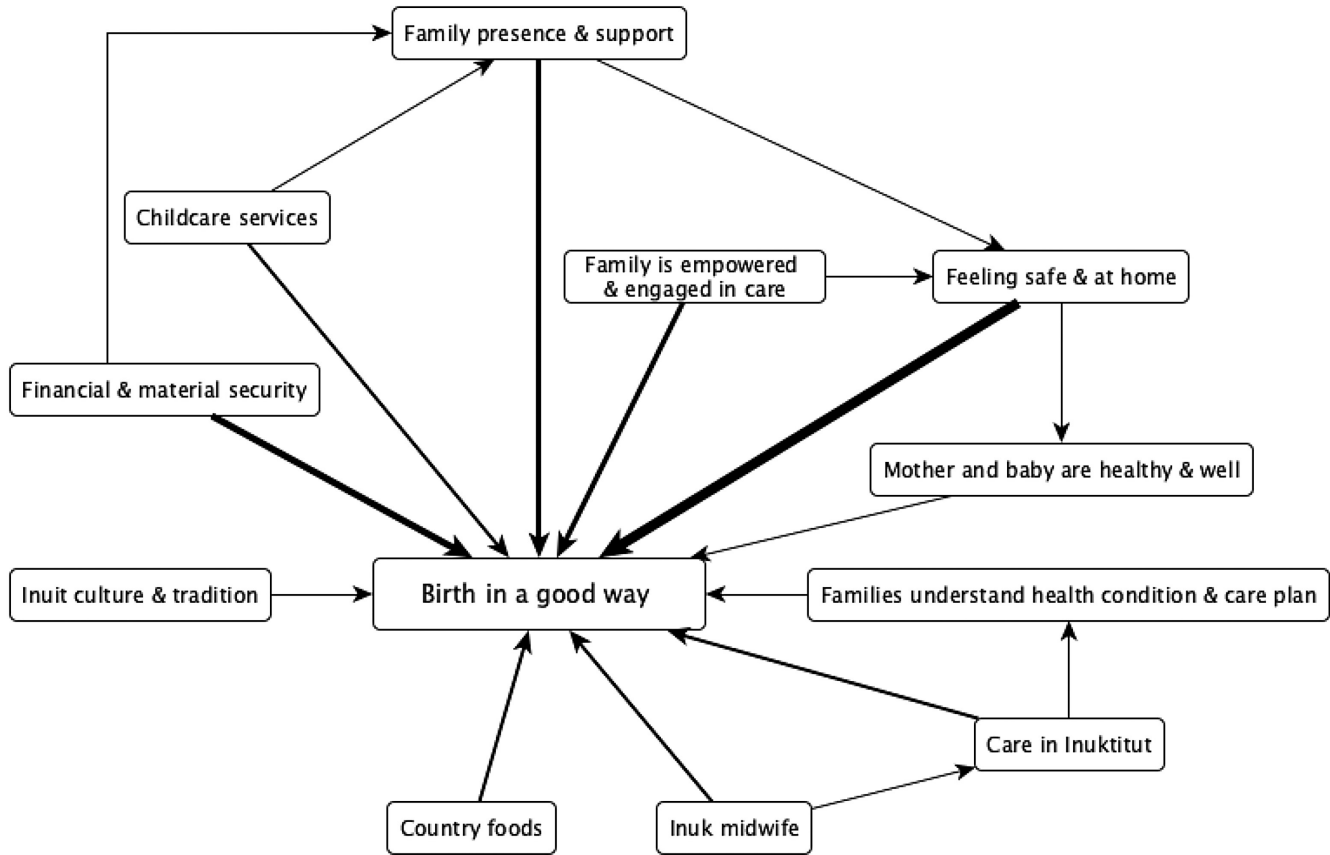 Family presence & support
Childcare services
Family is empowered
& engaged in care
Feeling safe & at home
Financial & material security
Mother and baby are healthy & well
Inuit culture & tradition
Birth in a good way
Families understand health condition & care plan
Care in Inuktitut
Country foods
Inuk midwife